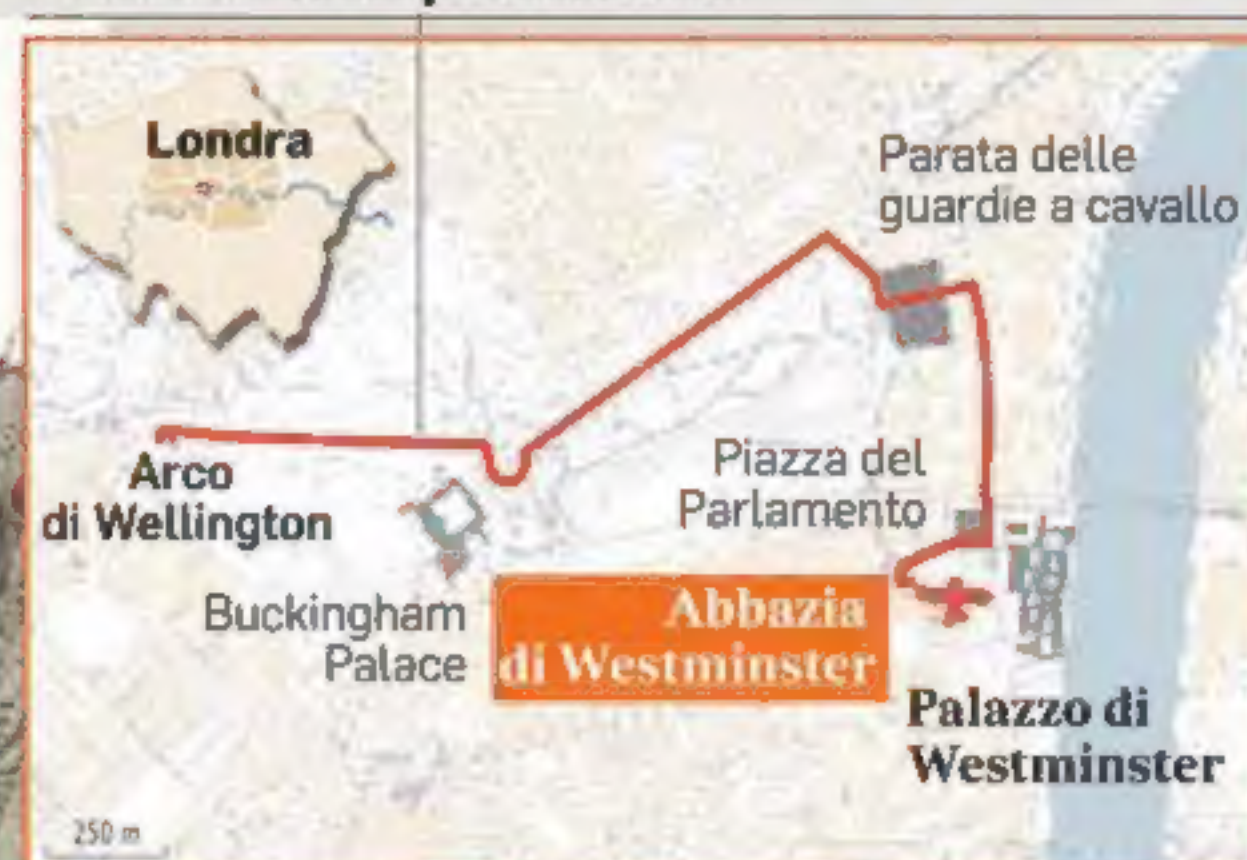 Londra
Parata delle
guardie a cavallo
Arco
di Wellington
Piazza del
Parlamento
Buckingham
Palace
Abbazia
di Westminster
Palazzo di
Westminster
250 m